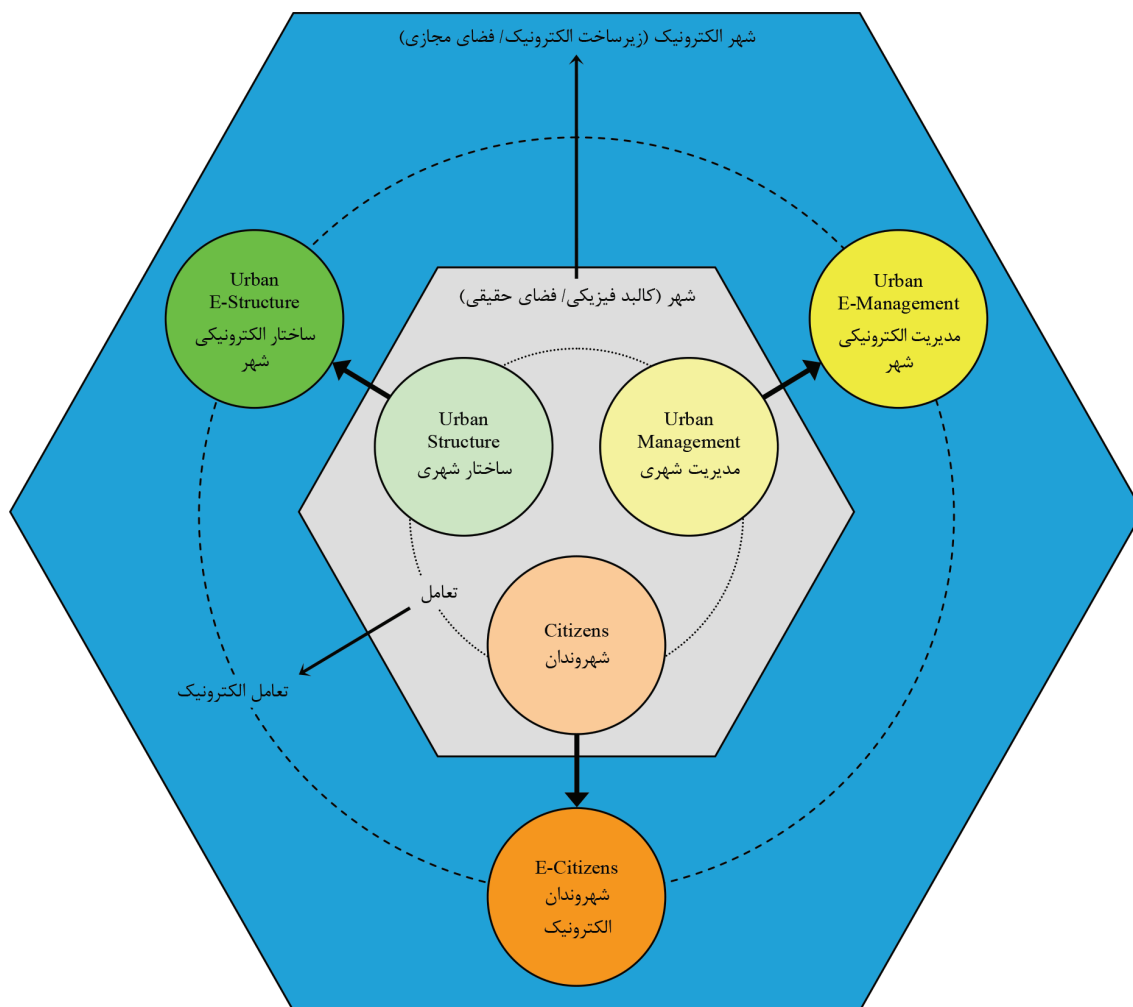 شهر الکترونیک (زیرساخت الکترونیک/ فضای مجازی)
Urban
E-Structure
ساختار الکترونیکی
شهر
Urban
E-Management
مدیریت الکترونیکی
شهر
شهر (کالبد فیزیکی/ فضای حقیقی)
Urban
Structure
ساختار شهری
Urban
Management
مدیریت شهری
تعامل
Citizens
شهروندان
تعامل الکترونیک
E-Citizens
شهروندان
الکترونیک